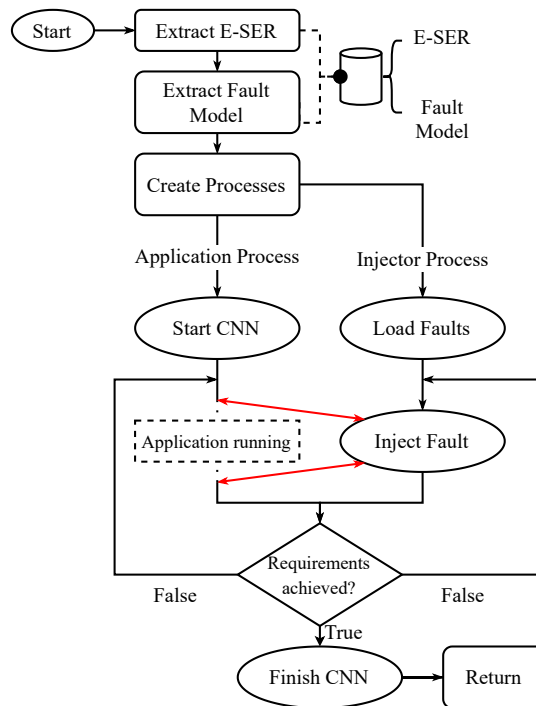 Start
Extract E-SER
E-SER
Extract Fault
Model
Fault
Model
Create Processes
Application Process
Injector Process
Start CNN
Load Faults
Application running
Inject Fault
Requirements
achieved?
False
False
True
Finish CNN
Return